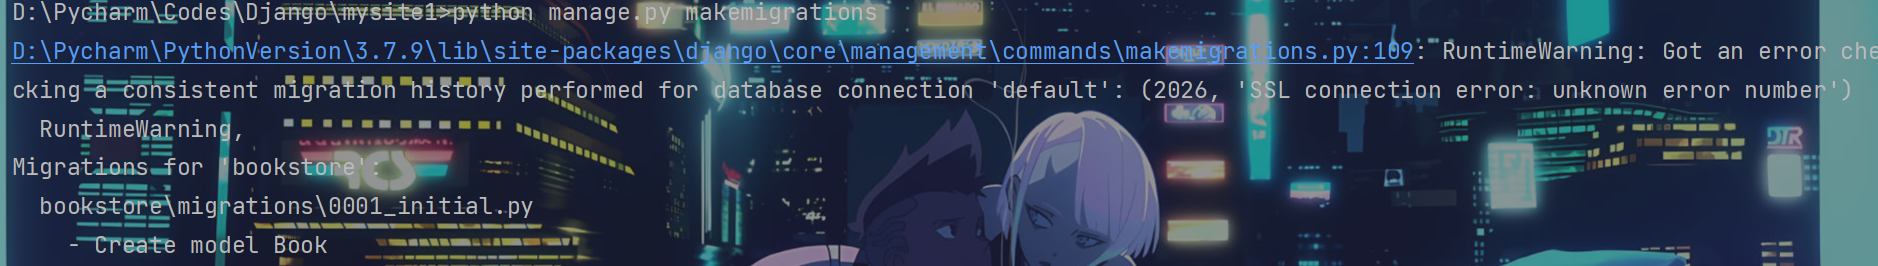 D:\Pycharm\Codes\Django\mysite1>python manage.py makemigrations
D:\Pycharm\PythonVersion\3.7.9\lib\site-packages\django\core\management\commands\makemigrations.py:109: RuntimeWarning: Got an error che
cking a consistent migration history performed for database connection 'default': (2026, 'SSL connection error: unknown error number')
  RuntimeWarning,
Migrations for 'bookstore':
  bookstore\migrations\0001_initial.py
    - Create model Book